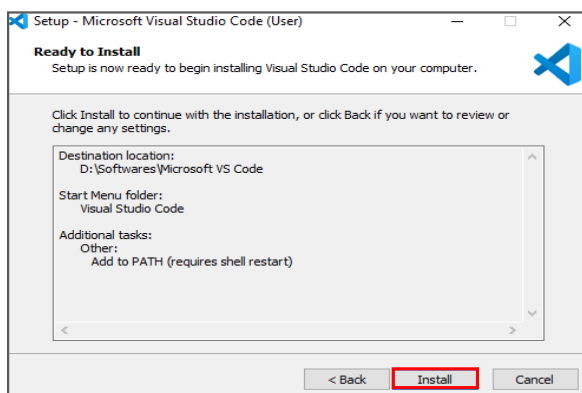 Setup - Microsoft Visual Studio Code (User)
Ready to Install
Setup is now ready to begin installing Visual Studio Code on your computer.
Click Install to continue with the installation, or click Back if you want to review or
change any settings.
Destination location:
D:\Softwares\Microsoft VS Code
Start Menu folder:
Visual Studio Code
Additional tasks:
Other:
Add to PATH (requires shell restart)
< Back Install Cancel